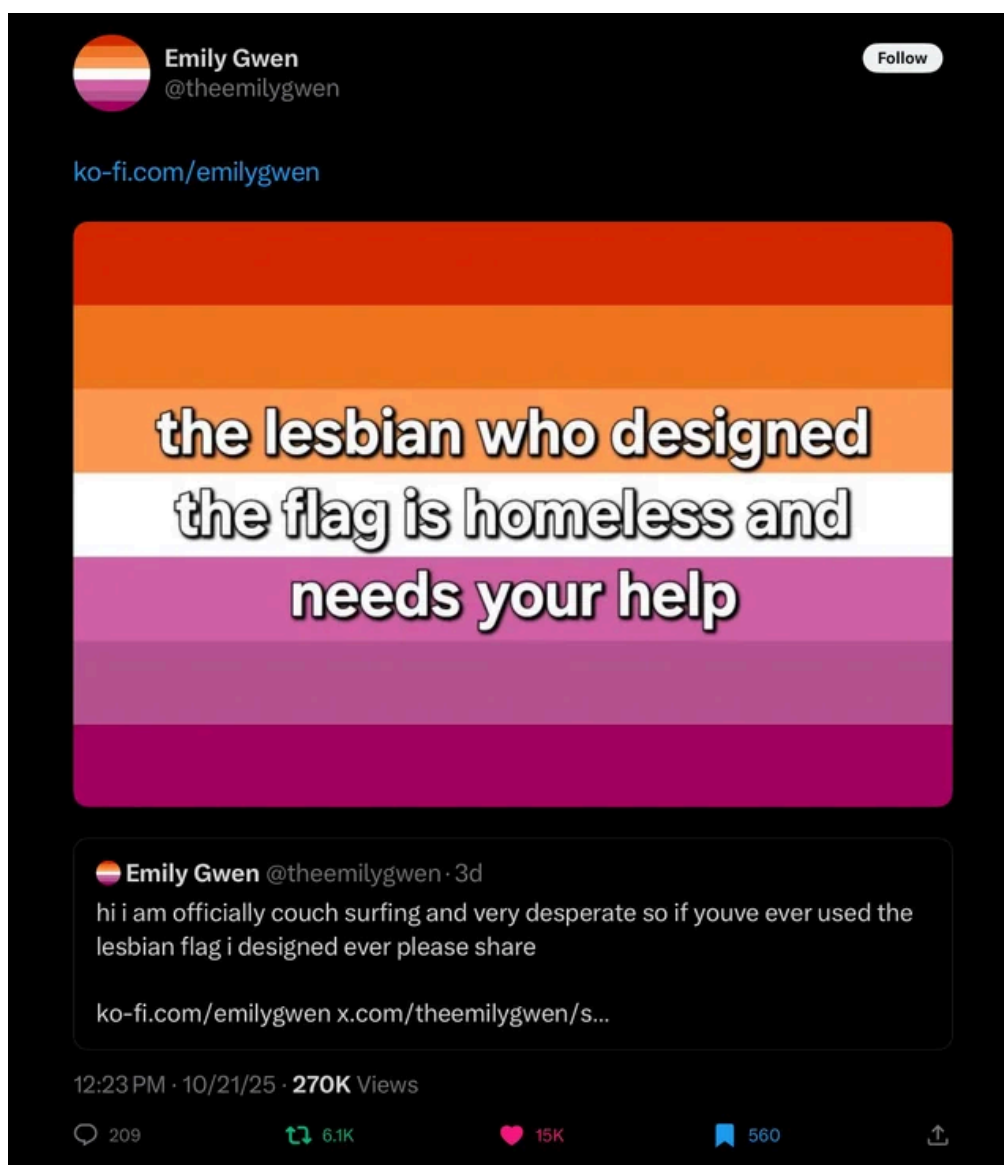 Emily Gwen
@theemilygwen
Follow
ko-fi.com/emilygwen
the lesbian who designed
the flag is homeless and
needs your help
Emily Gwen @theemilygwen · 3d
hi i am officially couch surfing and very desperate so if youve ever used the
lesbian flag i designed ever please share
ko-fi.com/emilygwen x.com/theemilygwen/s...
12:23 PM · 10/21/25 · 270K Views
209 6.1K 15K 560